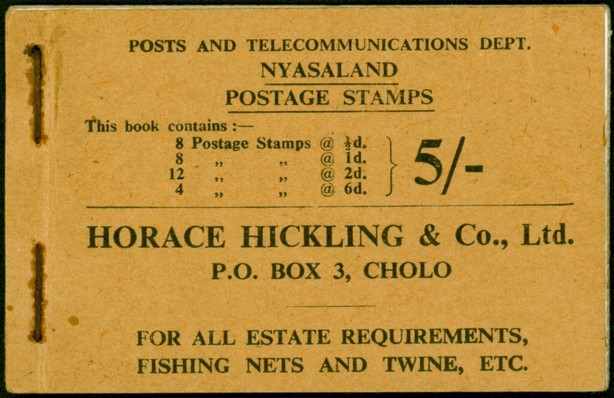 POSTS AND TELECOMMUNICATIONS DEPT.
NYASALAND
POSTAGE STAMPS
This book contains :—
8 Postage Stamps @ ½d.
8 „ „ @ 1d.
12 „ „ @ 2d.
4 „ „ @ 6d.
5/-
HORACE HICKLING & Co., Ltd.
P.O. BOX 3, CHOLO
FOR ALL ESTATE REQUIREMENTS,
FISHING NETS AND TWINE, ETC.